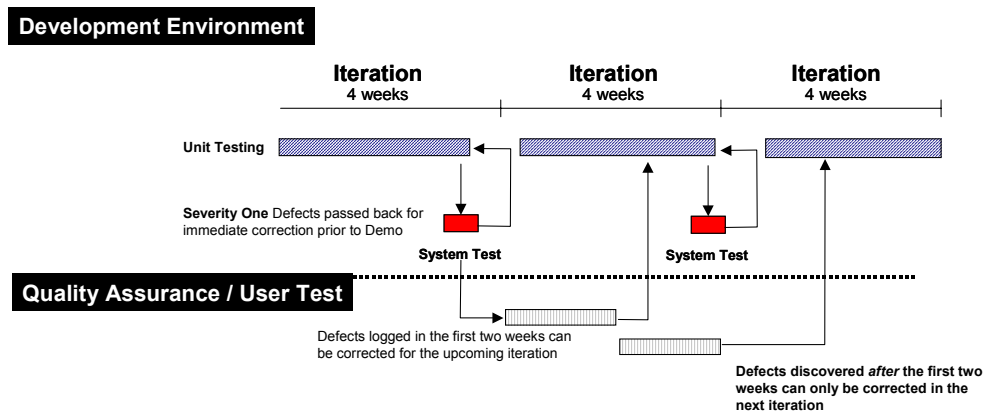 Development Environment
Iteration
4 weeks
Iteration
4 weeks
Iteration
4 weeks
Unit Testing
Severity One Defects passed back for
immediate correction prior to Demo
System Test
System Test
Quality Assurance / User Test
Defects logged in the first two weeks can
be corrected for the upcoming iteration
Defects discovered after the first two
weeks can only be corrected in the
next iteration